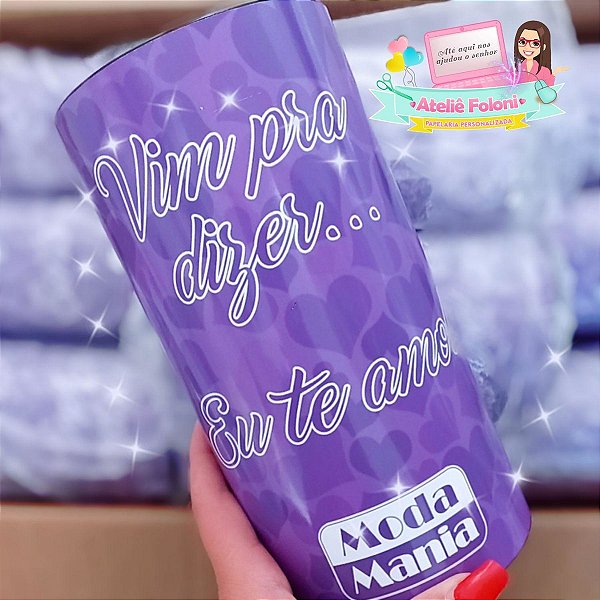 Até aqui nos
ajudou o senhor
Ateliê Foloni
PAPELARIA PERSONALIZADA
Vim pra
dizer...
Eu te amo
Moda
Mania